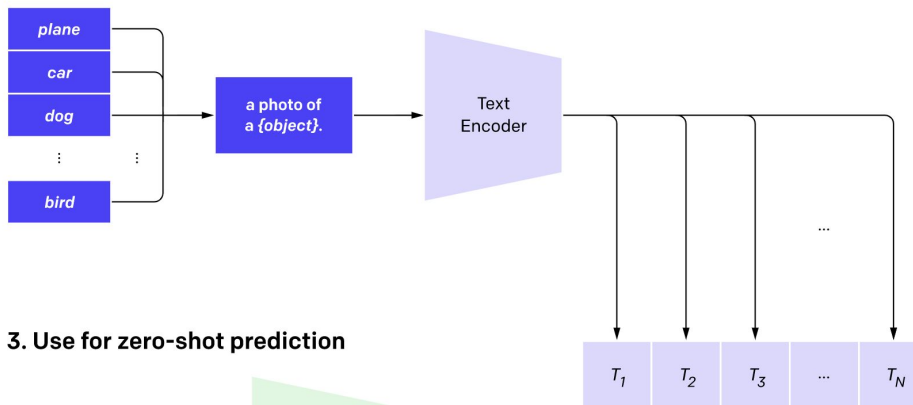 plane
car
dog
⋮ ⋮
bird
a photo of
a {object}.
Text
Encoder
...
3. Use for zero-shot prediction
T1 T2 T3 ... TN